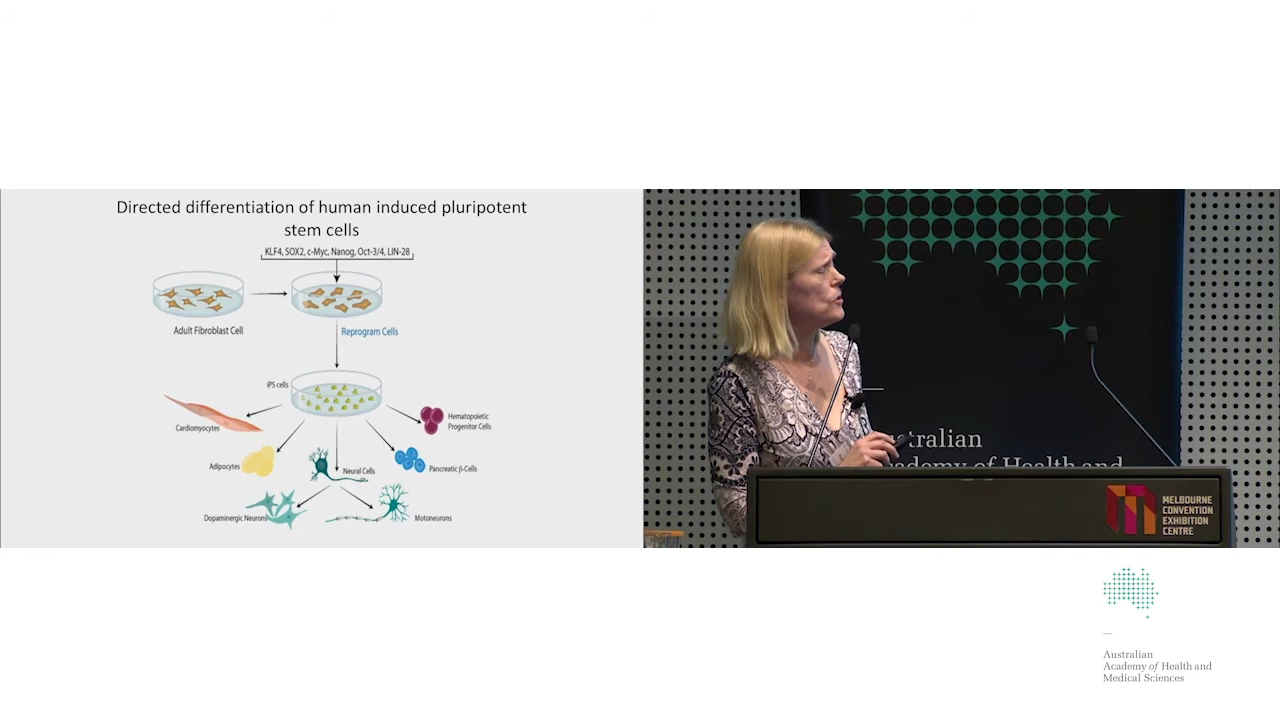 Directed differentiation of human induced pluripotent
stem cells
KLF4, SOX2, c-Myc, Nanog, Oct-3/4, LIN-28
Adult Fibroblast Cell
Reprogram Cells
iPS cells
Cardiomyocytes
Hematopoietic
Progenitor Cells
Adipocytes
Neural Cells
Pancreatic β-Cells
Dopaminergic Neurons
Motoneurons
stralian
cademy of Health and
MELBOURNE
CONVENTION
EXHIBITION
CENTRE
Australian
Academy of Health and
Medical Sciences